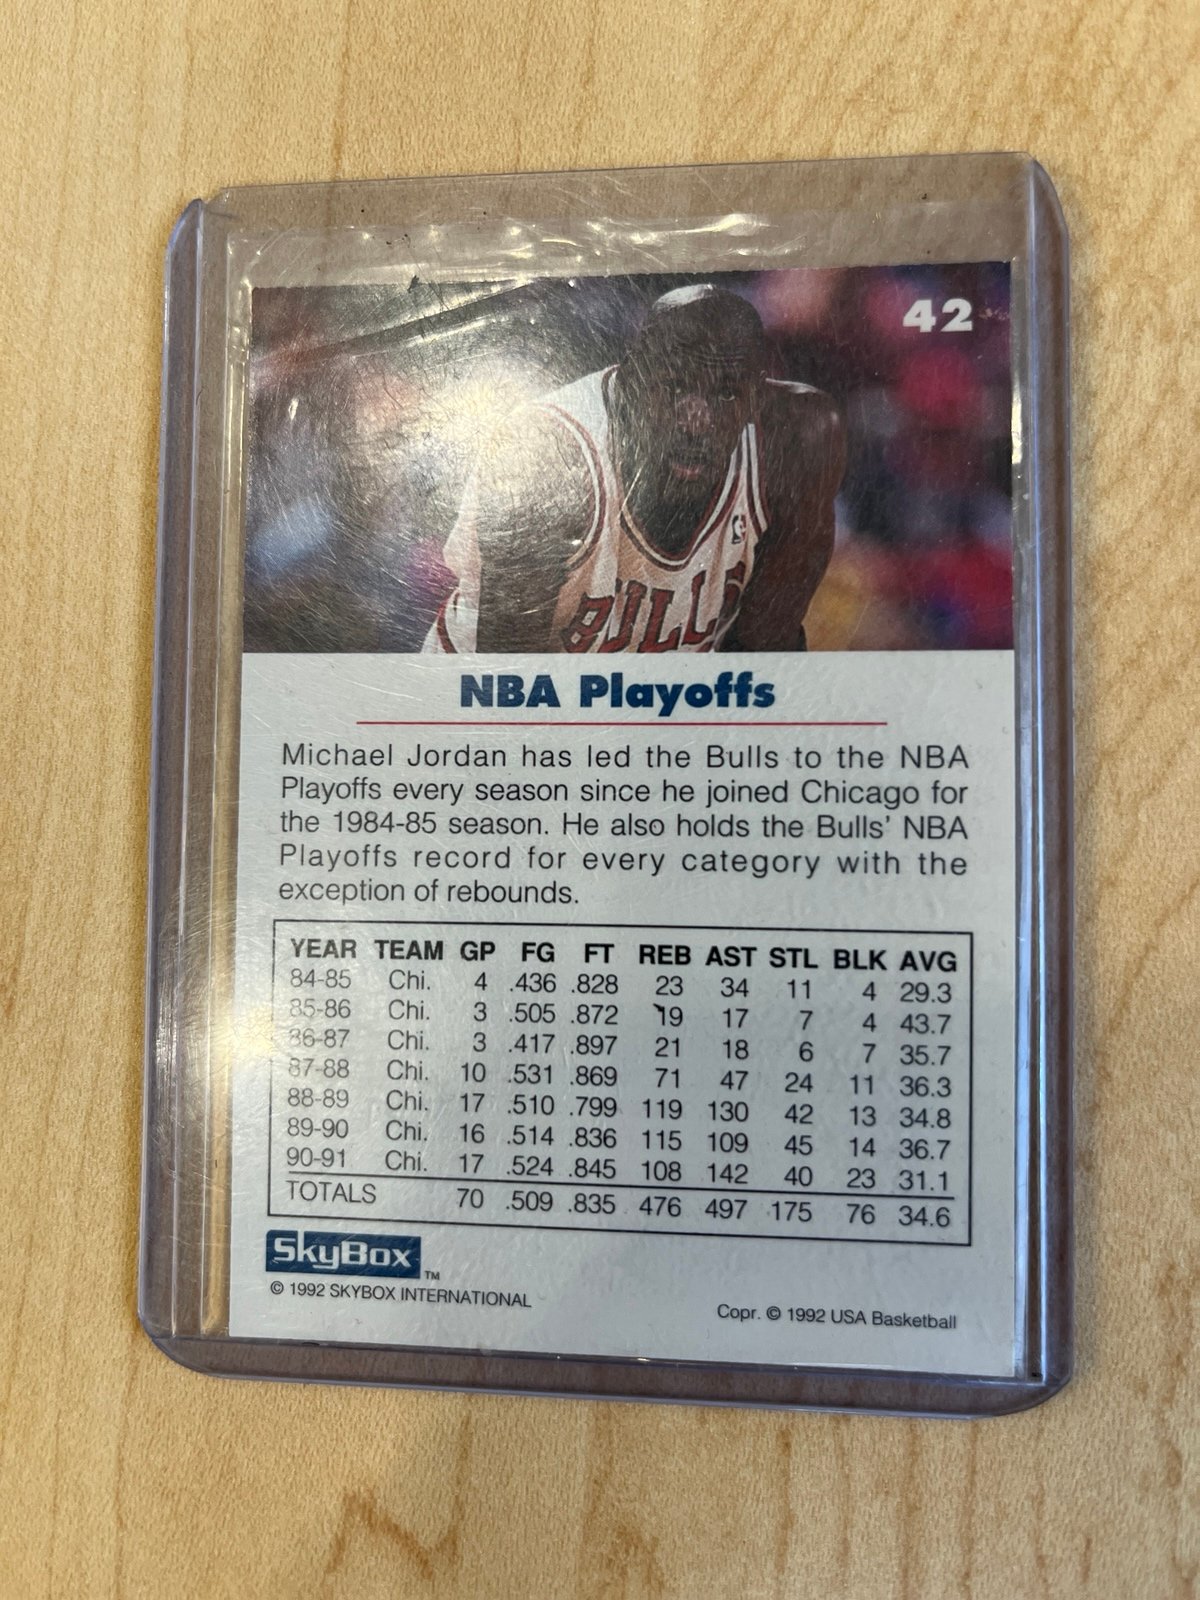 42
BULLS
NBA Playoffs
Michael Jordan has led the Bulls to the NBA
Playoffs every season since he joined Chicago for
the 1984-85 season. He also holds the Bulls' NBA
Playoffs record for every category with the
exception of rebounds.
YEAR TEAM GP FG FT REB AST STL BLK AVG
84-85 Chi. 4 .436 .828 23 34 11 4 29.3
85-86 Chi. 3 .505 .872 19 17 7 4 43.7
86-87 Chi. 3 .417 .897 21 18 6 7 35.7
87-88 Chi. 10 .531 .869 71 47 24 11 36.3
88-89 Chi. 17 .510 .799 119 130 42 13 34.8
89-90 Chi. 16 .514 .836 115 109 45 14 36.7
90-91 Chi. 17 .524 .845 108 142 40 23 31.1
TOTALS 70 .509 .835 476 497 175 76 34.6
SkyBox™
© 1992 SKYBOX INTERNATIONAL
Copr. © 1992 USA Basketball